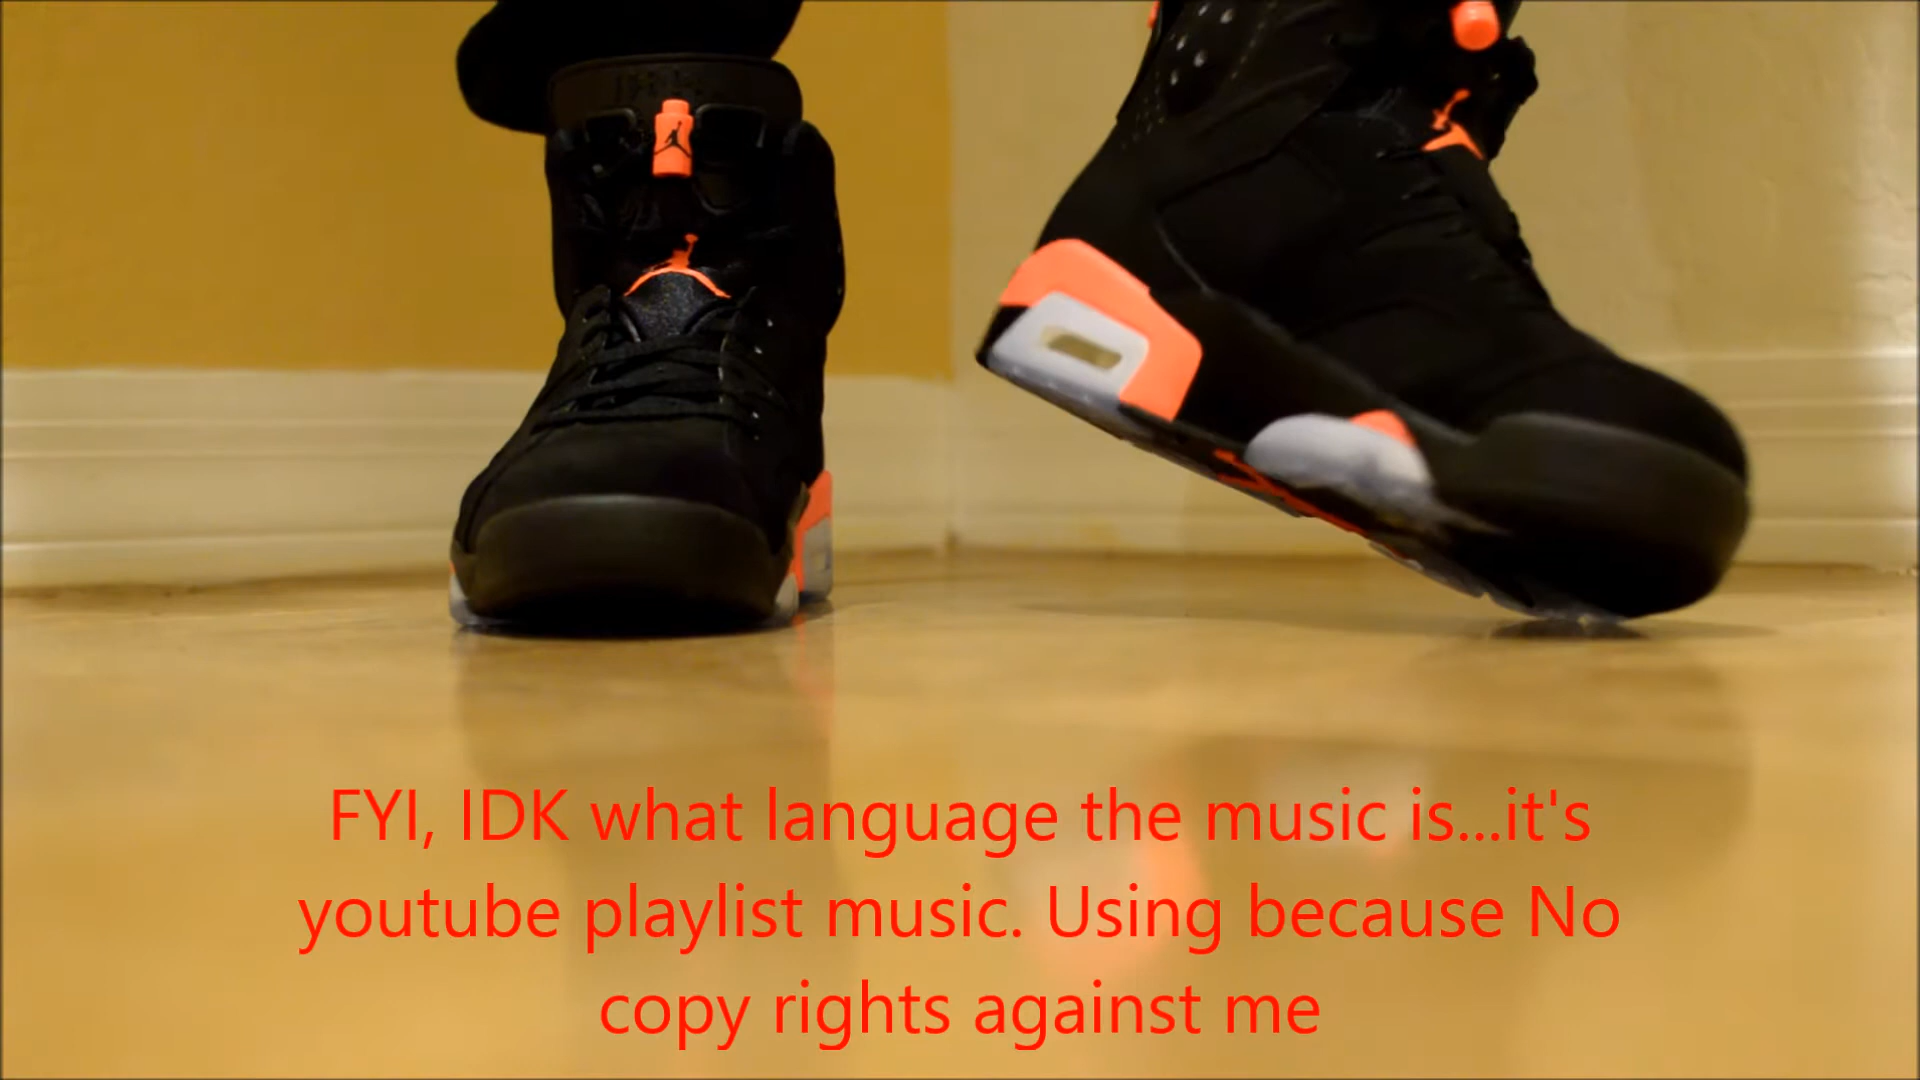 FYI, IDK what language the music is...it's
youtube playlist music. Using because No
copy rights against me